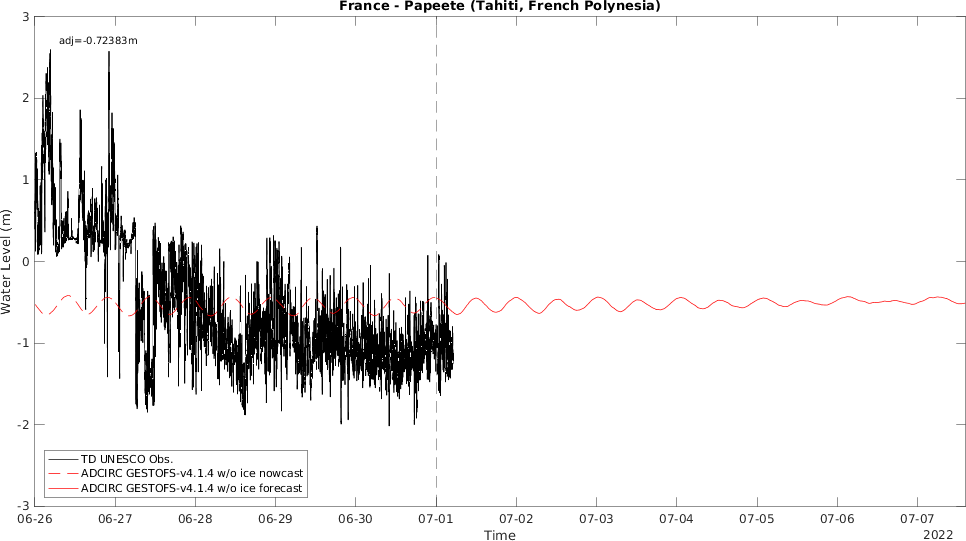 France - Papeete (Tahiti, French Polynesia)
adj=-0.72383m
3
2
1
0
-1
-2
-3
Water Level (m)
TD UNESCO Obs.
ADCIRC GESTOFS-v4.1.4 w/o ice nowcast
ADCIRC GESTOFS-v4.1.4 w/o ice forecast
06-26 06-27 06-28 06-29 06-30 07-01 07-02 07-03 07-04 07-05 07-06 07-07
Time
2022